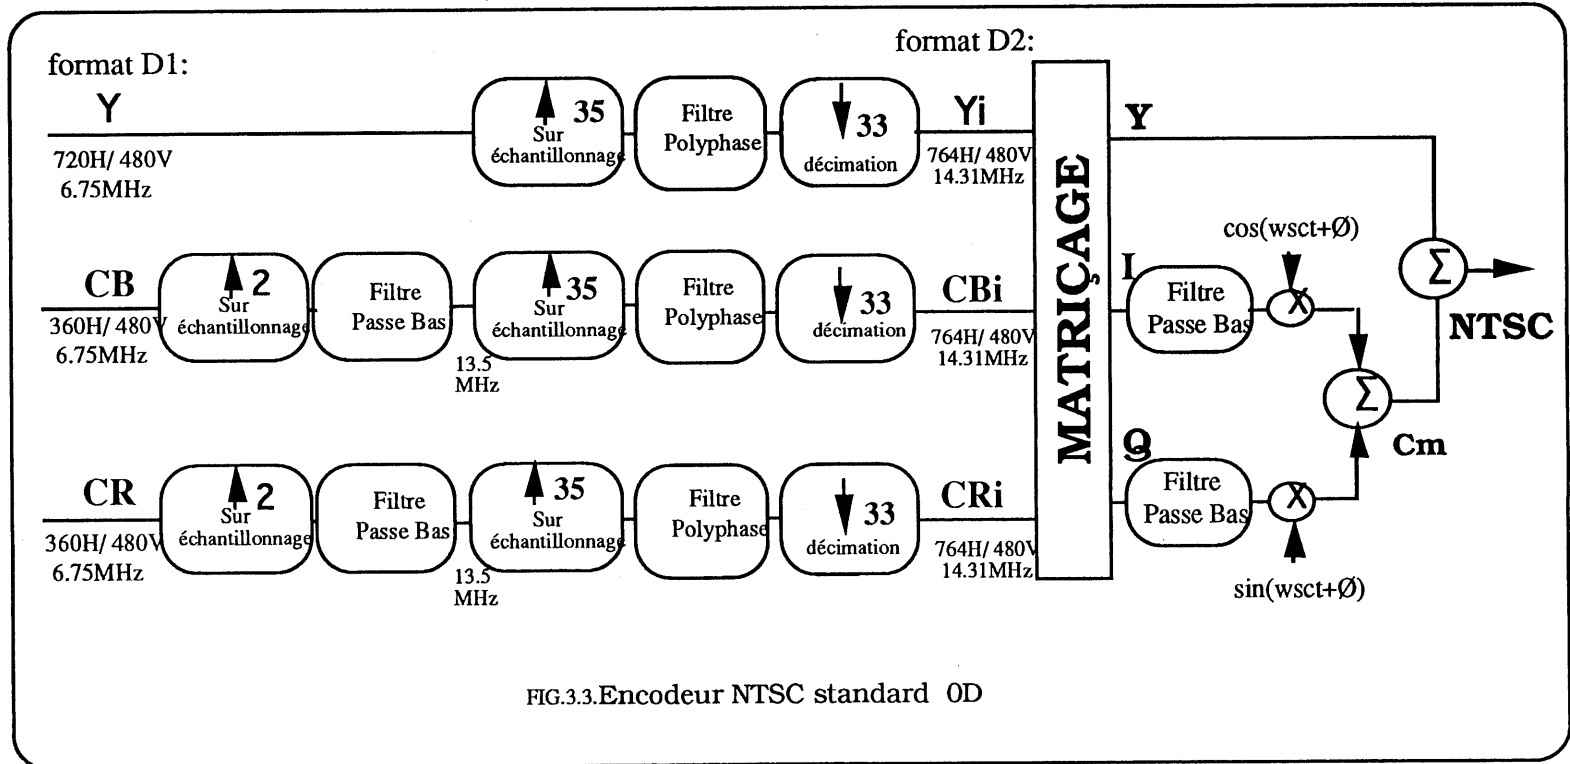 format D1:
format D2:
Y
720H/ 480V
6.75MHz
35
Sur
échantillonnage
Filtre
Polyphase
33
décimation
Yi
764H/ 480V
14.31MHz
MATRIÇAGE
Y
CB
360H/ 480V
6.75MHz
2
Sur
échantillonnage
Filtre
Passe Bas
13.5
MHz
35
Sur
échantillonnage
Filtre
Polyphase
33
décimation
CBi
764H/ 480V
14.31MHz
I
Filtre
Passe Bas
cos(wsct+Ø)
X
Σ
NTSC
Σ
Cm
CR
360H/ 480V
6.75MHz
2
Sur
échantillonnage
Filtre
Passe Bas
13.5
MHz
35
Sur
échantillonnage
Filtre
Polyphase
33
décimation
CRi
764H/ 480V
14.31MHz
Q
Filtre
Passe Bas
X
sin(wsct+Ø)
FIG.3.3.Encodeur NTSC standard 0D